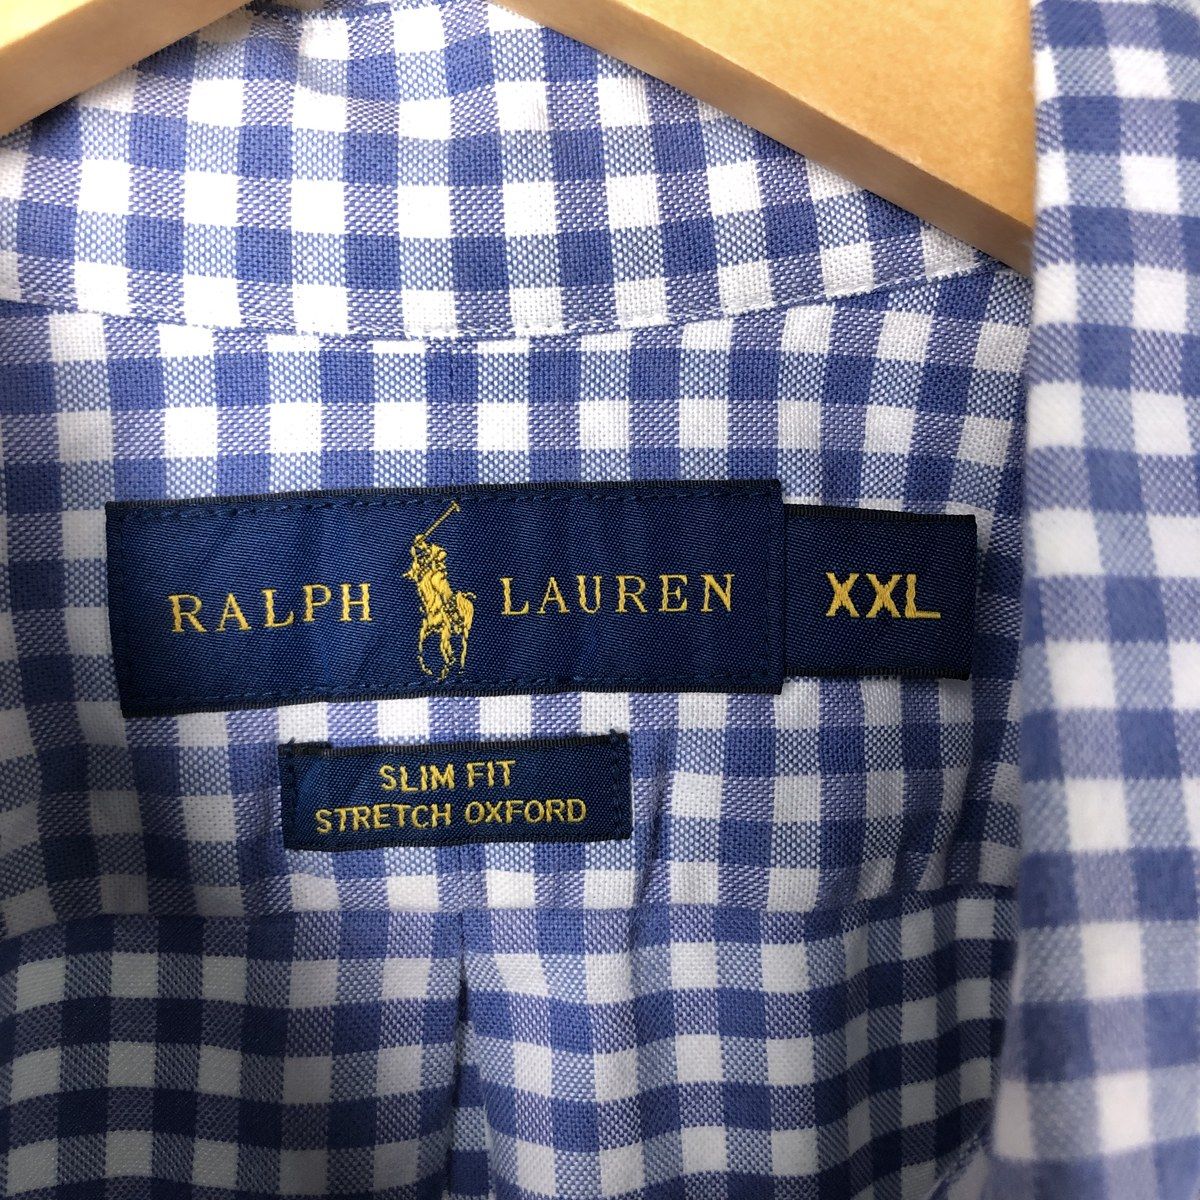 RALPH LAUREN XXL
SLIM FIT
STRETCH OXFORD